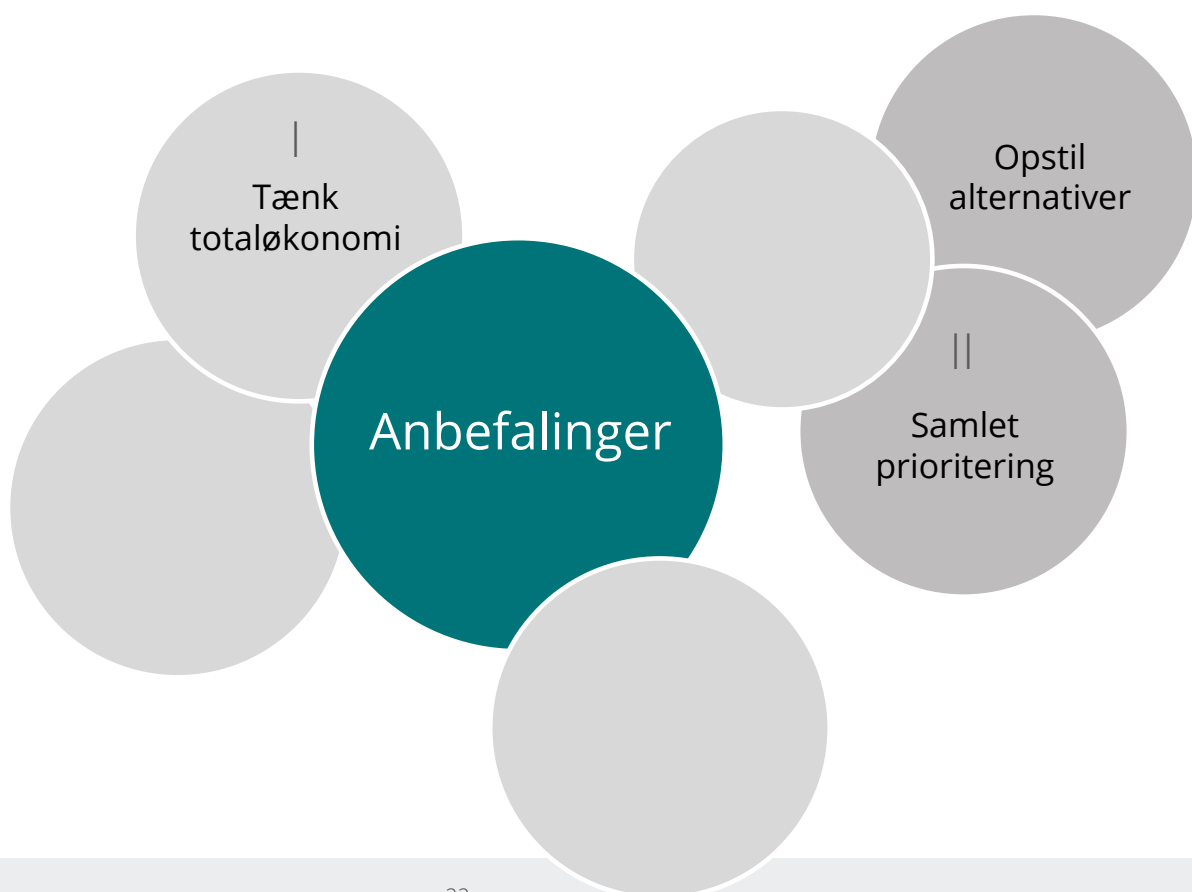 |
Tænk
totaløkonomi
Anbefalinger
Opstil
alternativer
||
Samlet
prioritering